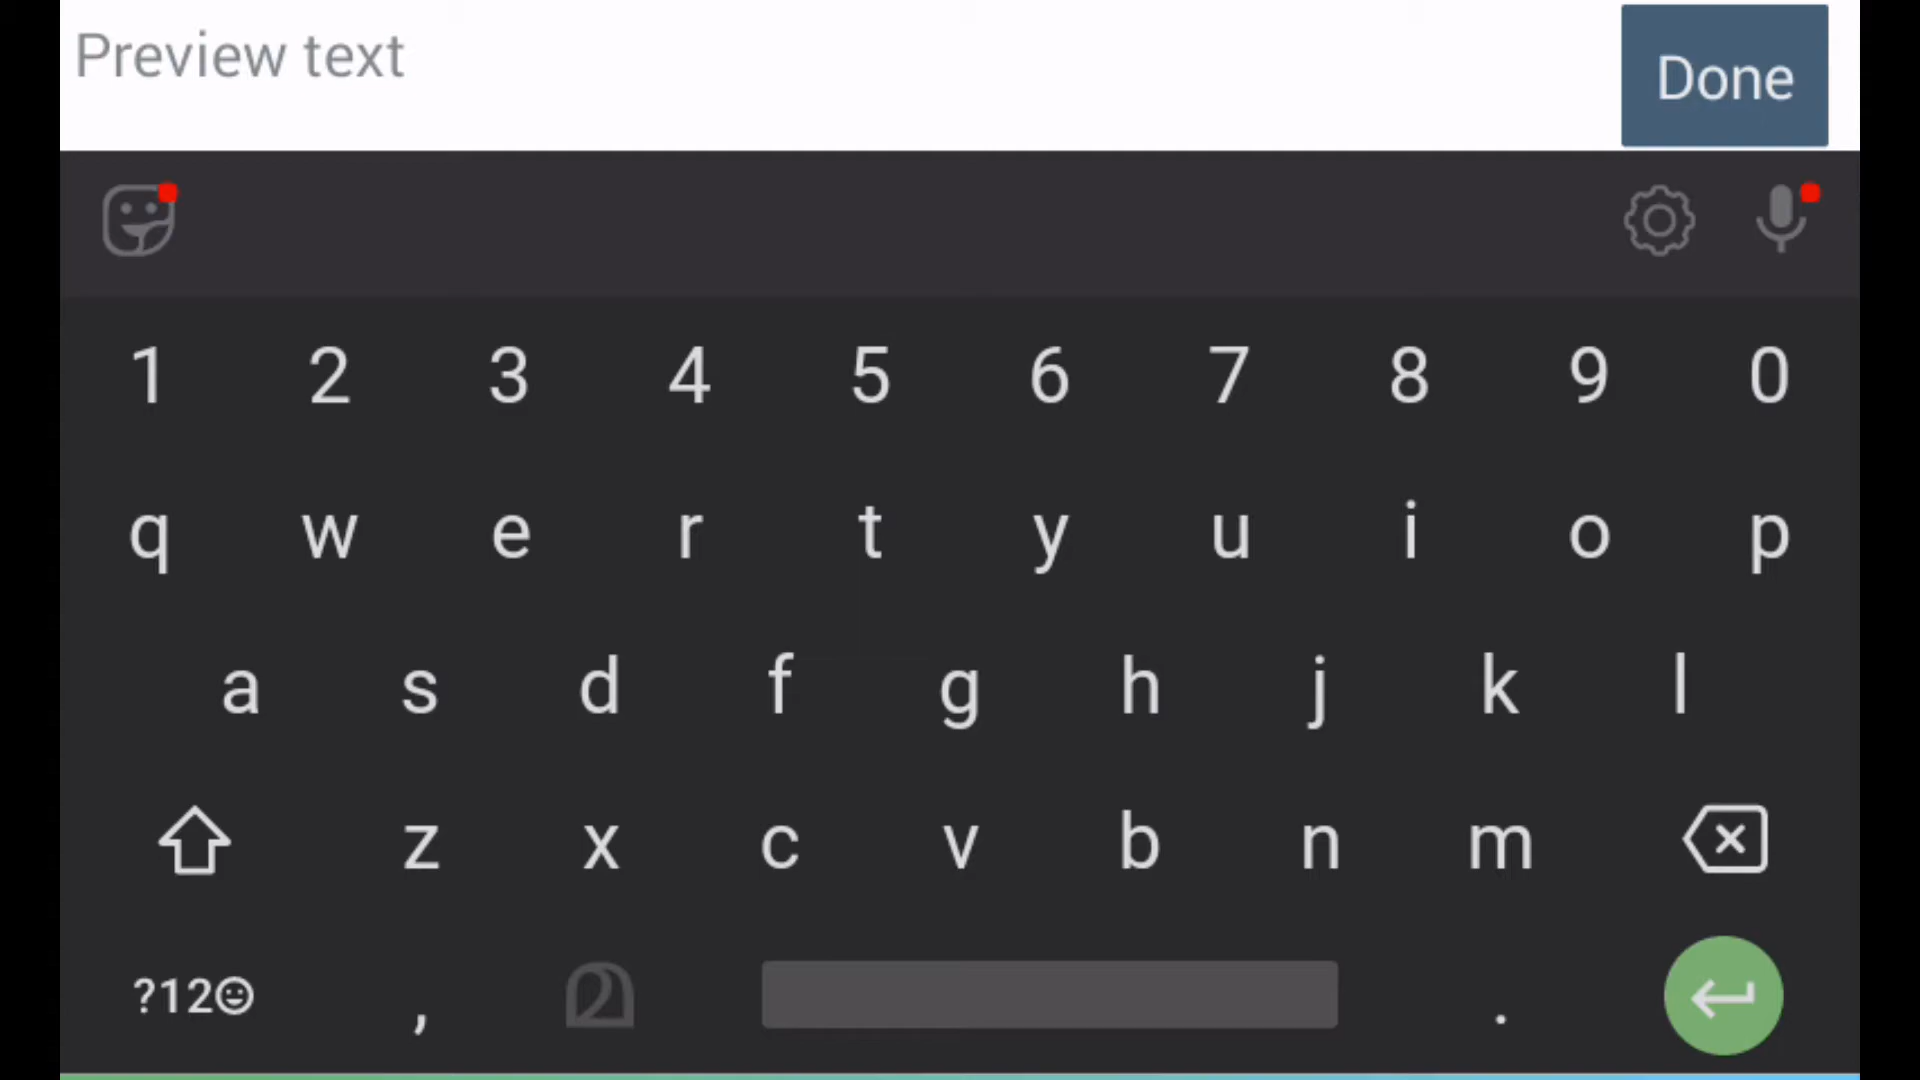 Preview text
Done
1 2 3 4 5 6 7 8 9 0
q w e r t y u i o p
a s d f g h j k l
z x c v b n m
?12☺ , മ .